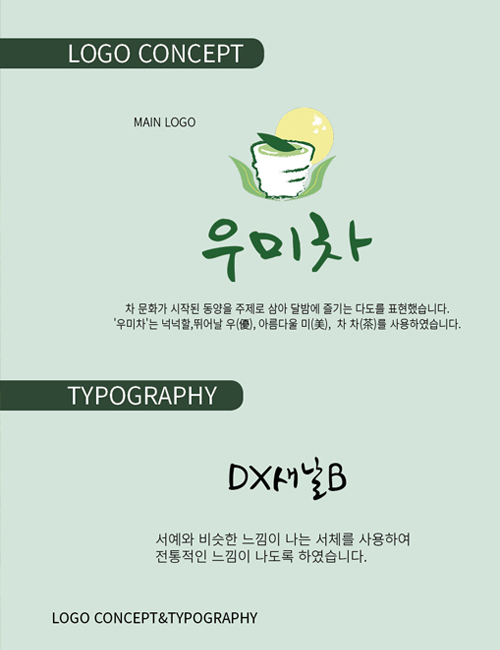 LOGO CONCEPT
MAIN LOGO
우미차
차 문화가 시작된 동양을 주제로 삼아 달밤에 즐기는 다도를 표현했습니다.
'우미차'는 넉넉할,뛰어날 우(優), 아름다울 미(美), 차 차(茶)를 사용하였습니다.
TYPOGRAPHY
DX새날B
서예와 비슷한 느낌이 나는 서체를 사용하여
전통적인 느낌이 나도록 하였습니다.
LOGO CONCEPT&TYPOGRAPHY